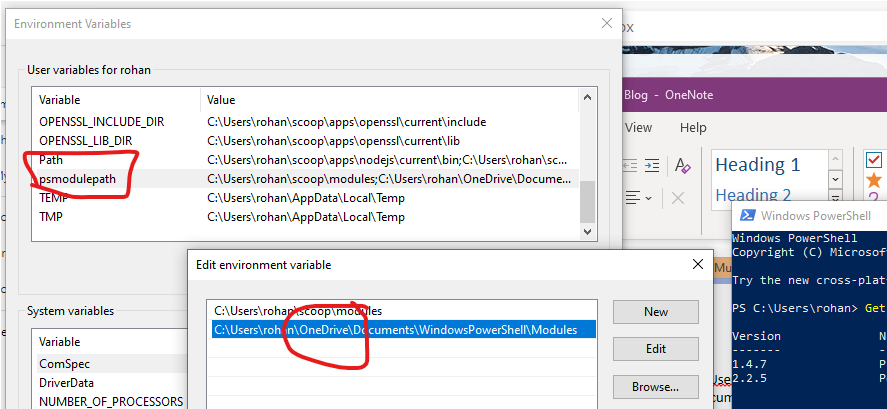 Environment Variables
User variables for rohan
Variable Value
OPENSSL_INCLUDE_DIR C:\Users\rohan\scoop\apps\openssl\current\include
OPENSSL_LIB_DIR C:\Users\rohan\scoop\apps\openssl\current\lib
Path C:\Users\rohan\scoop\apps\nodejs\current\bin;C:\Users\rohan\sc...
psmodulepath C:\Users\rohan\scoop\modules;C:\Users\rohan\OneDrive\Docume...
TEMP C:\Users\rohan\AppData\Local\Temp
TMP C:\Users\rohan\AppData\Local\Temp
System variables
Variable
ComSpec
DriverData
NUMBER_OF_PROCESSORS
Edit environment variable
C:\Users\rohan\scoop\modules
C:\Users\rohan\OneDrive\Documents\WindowsPowerShell\Modules
New
Edit
Browse...
ox
Blog - OneNote
View Help
Heading 1
Heading 2
Mu
Use
cum
Windows PowerShell
Windows PowerShell
Copyright (C) Microsof
Try the new cross-plat
PS C:\Users\rohan> Get
Version N
------- -
1.4.7 P
2.2.5 P